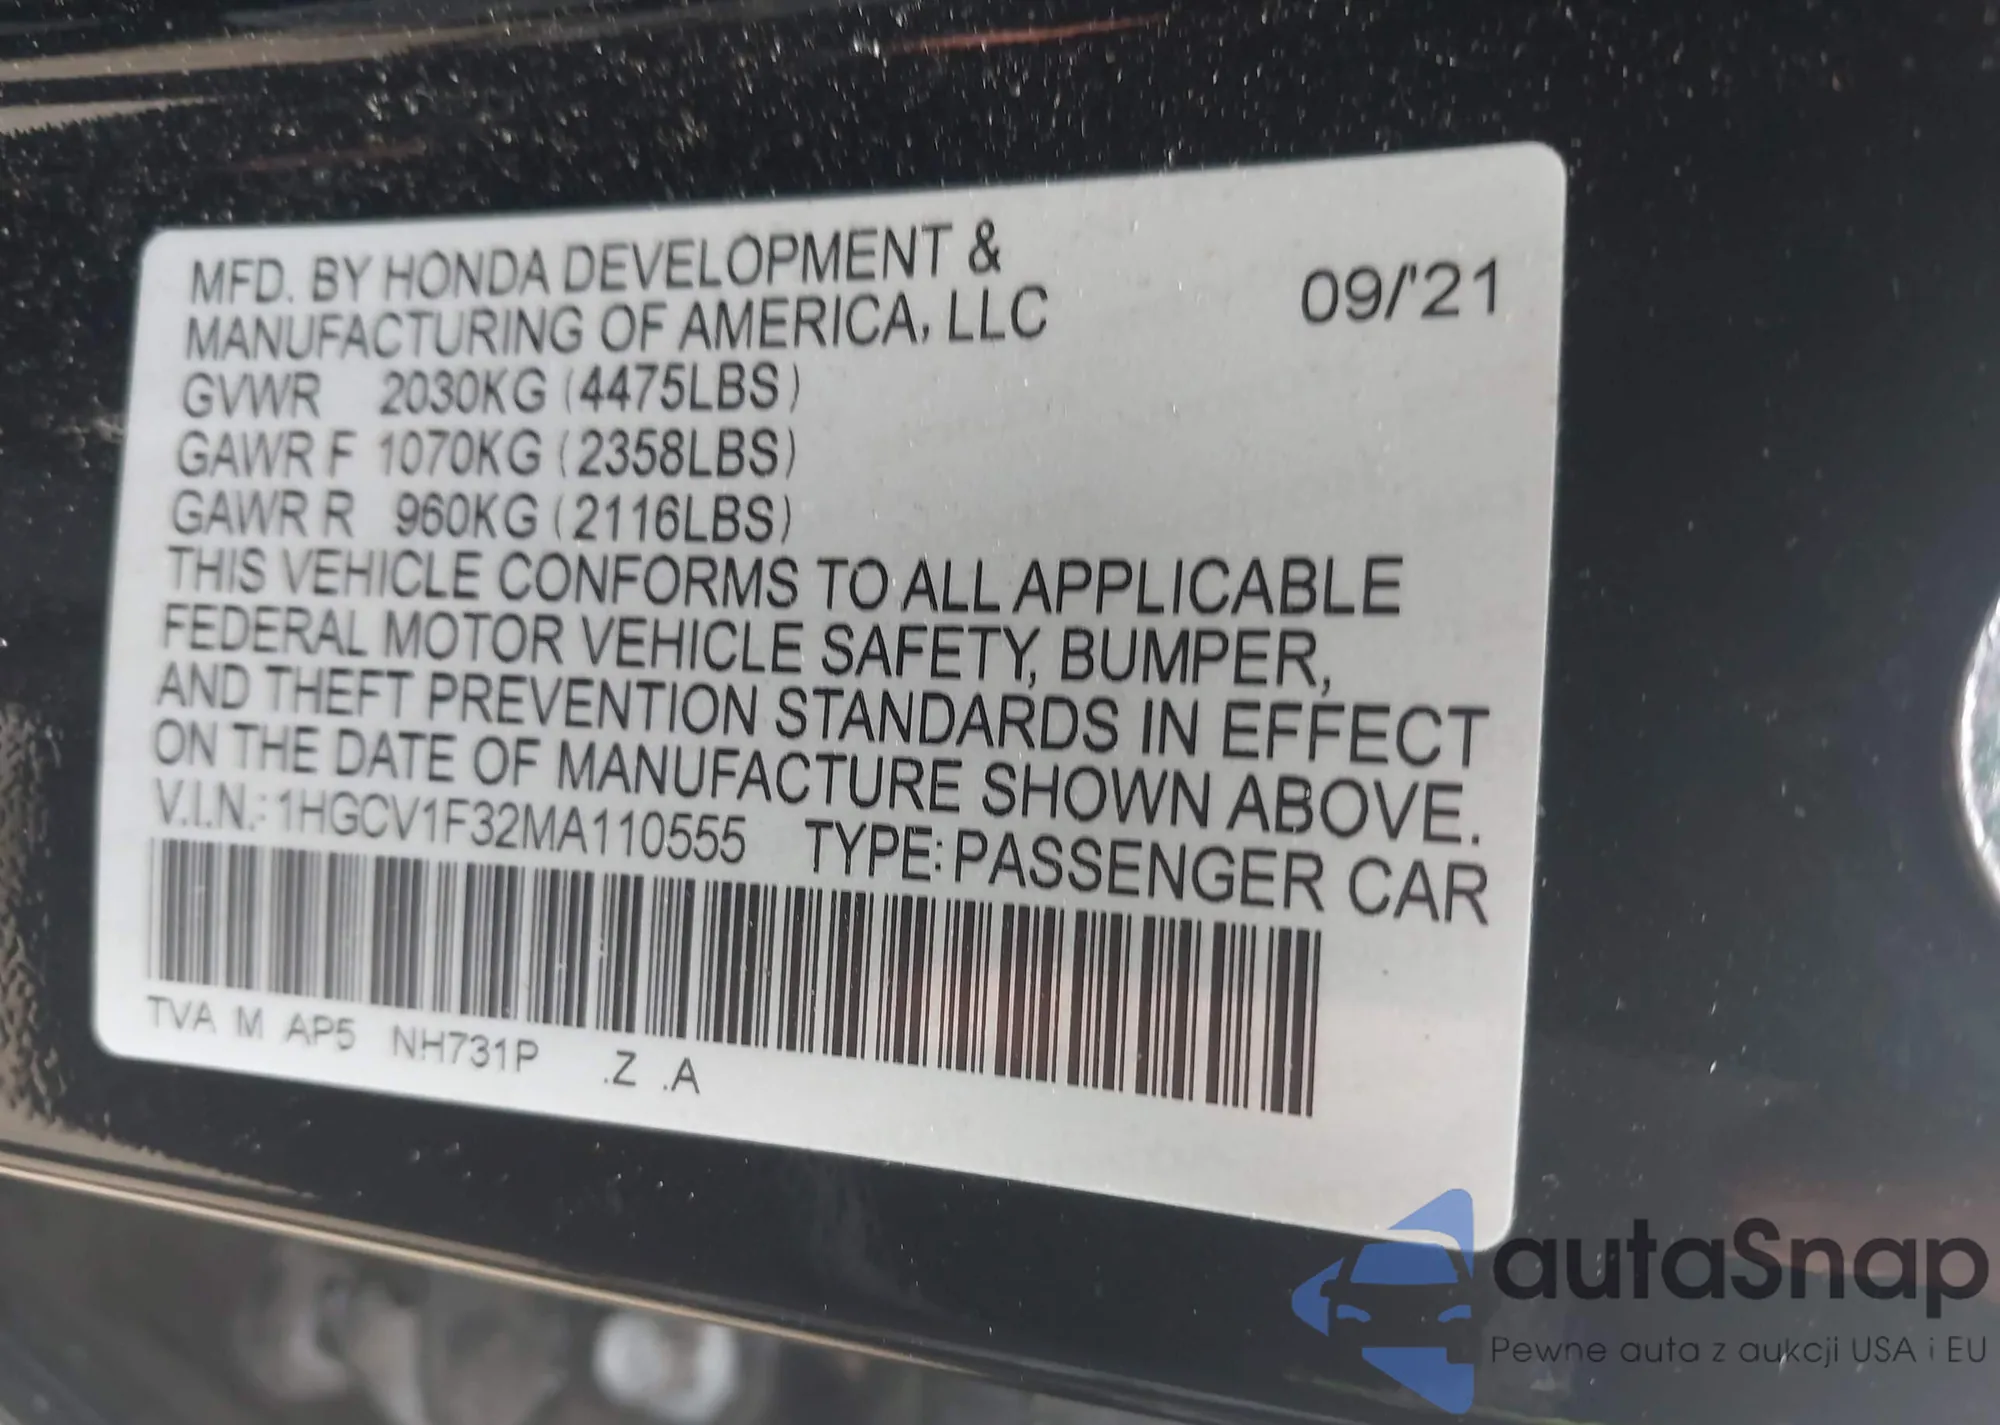 MFD. BY HONDA DEVELOPMENT &
MANUFACTURING OF AMERICA, LLC
09/'21
GVWR 2030KG (4475LBS)
GAWR F 1070KG (2358LBS)
GAWR R 960KG (2116LBS)
THIS VEHICLE CONFORMS TO ALL APPLICABLE
FEDERAL MOTOR VEHICLE SAFETY, BUMPER,
AND THEFT PREVENTION STANDARDS IN EFFECT
ON THE DATE OF MANUFACTURE SHOWN ABOVE.
V.I.N.: 1HGCV1F32MA110555 TYPE: PASSENGER CAR
TVA M AP5 NH731P .Z .A
autaSnap
Pewne auta z aukcji USA i EU